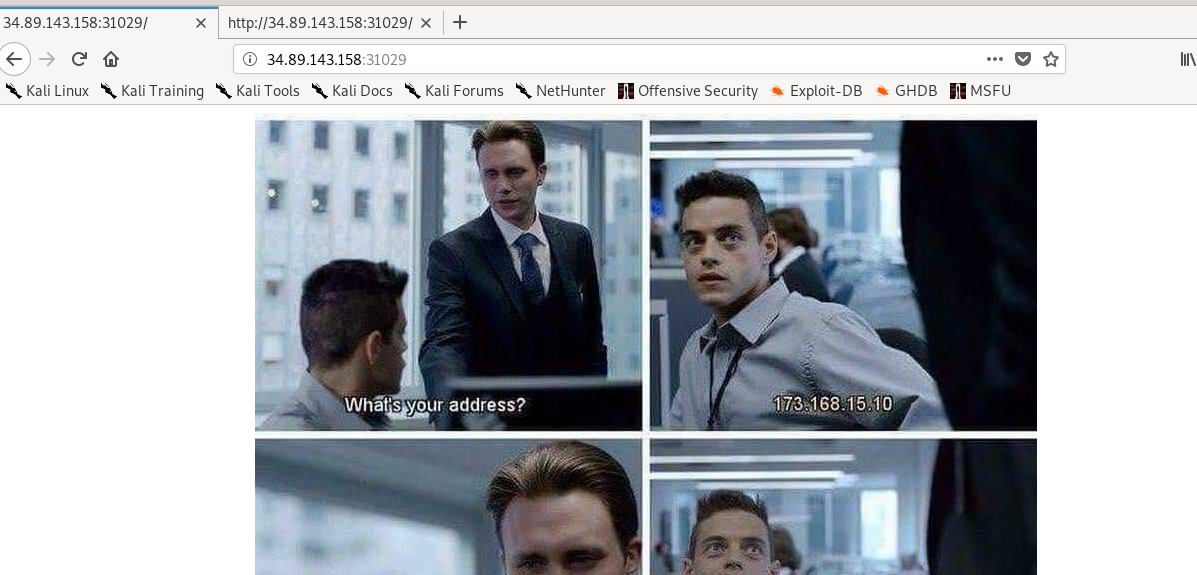 34.89.143.158:31029/
http://34.89.143.158:31029/
34.89.143.158:31029
Kali Linux Kali Training Kali Tools Kali Docs Kali Forums NetHunter Offensive Security Exploit-DB GHDB MSFU
What's your address?
173.168.15.10